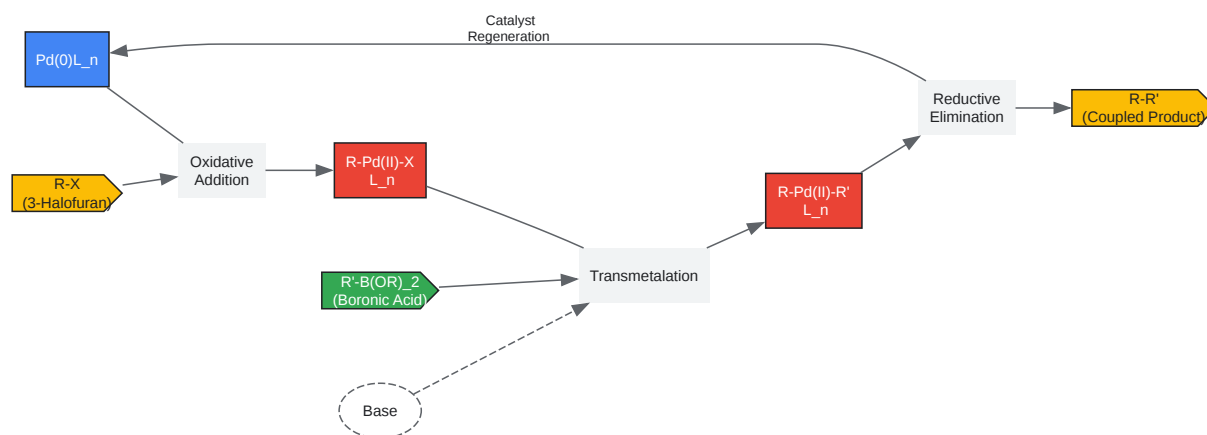 Catalyst
Regeneration
Pd(0)L_n
Reductive
Elimination
R-R'
(Coupled Product)
Oxidative
Addition
R-Pd(II)-X
L_n
R-X
(3-Halofuran)
R-Pd(II)-R'
L_n
Transmetalation
R'-B(OR)_2
(Boronic Acid)
Base